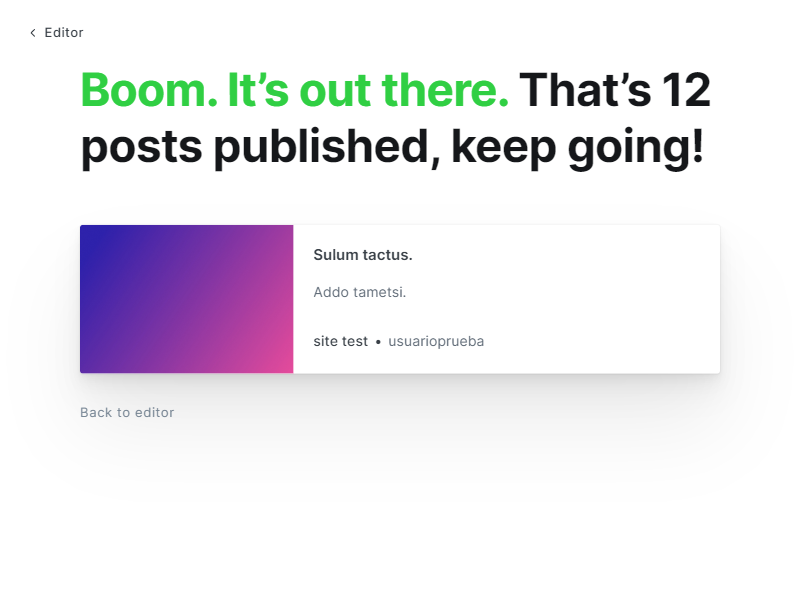 Editor
Boom. It’s out there. That’s 12
posts published, keep going!
Sulum tactus.
Addo tametsi.
site test • usuarioprueba
Back to editor